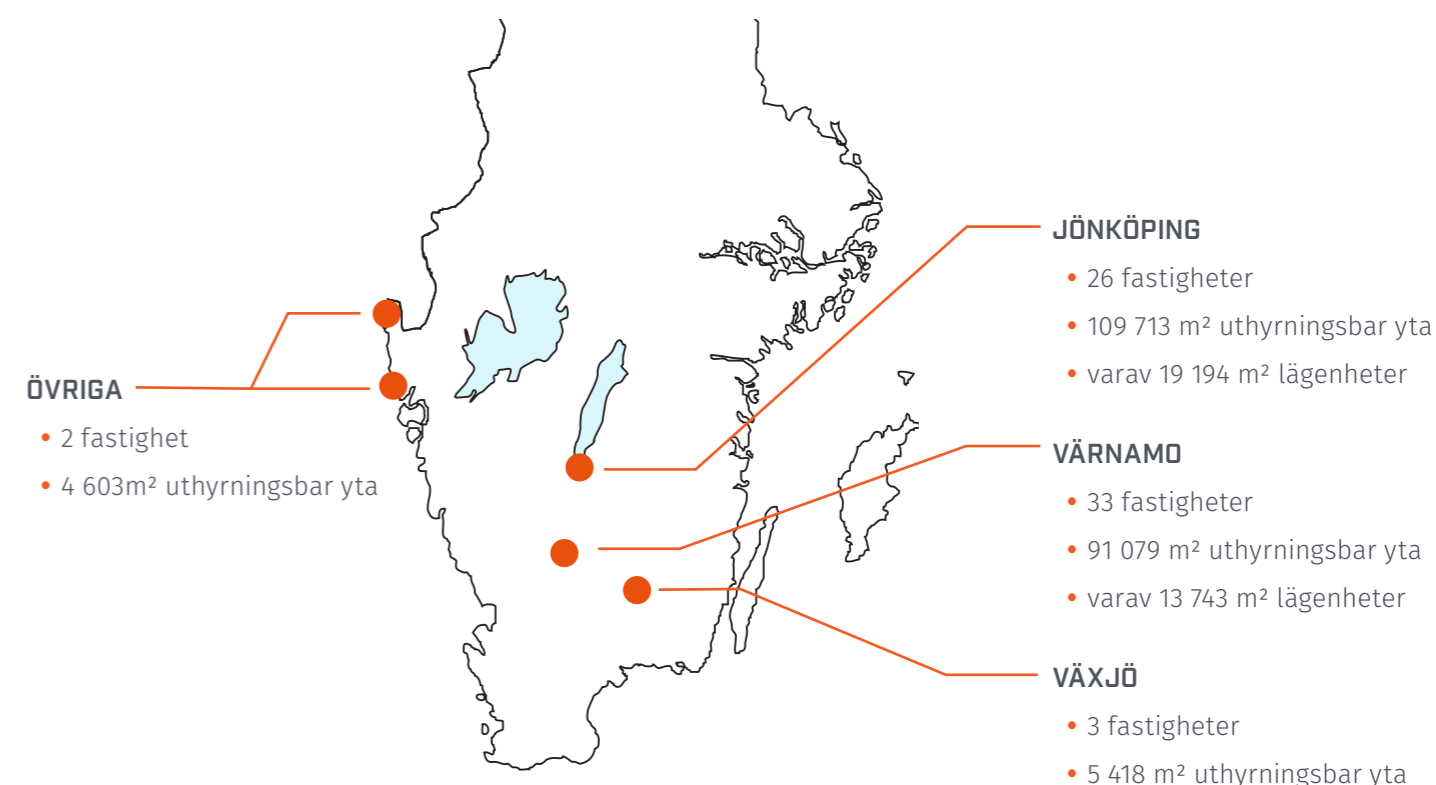 ÖVRIGA
• 2 fastighet
• 4 603m² uthyrningsbar yta
JÖNKÖPING
• 26 fastigheter
• 109 713 m² uthyrningsbar yta
• varav 19 194 m² lägenheter
VÄRNAMO
• 33 fastigheter
• 91 079 m² uthyrningsbar yta
• varav 13 743 m² lägenheter
VÄXJÖ
• 3 fastigheter
• 5 418 m² uthyrningsbar yta